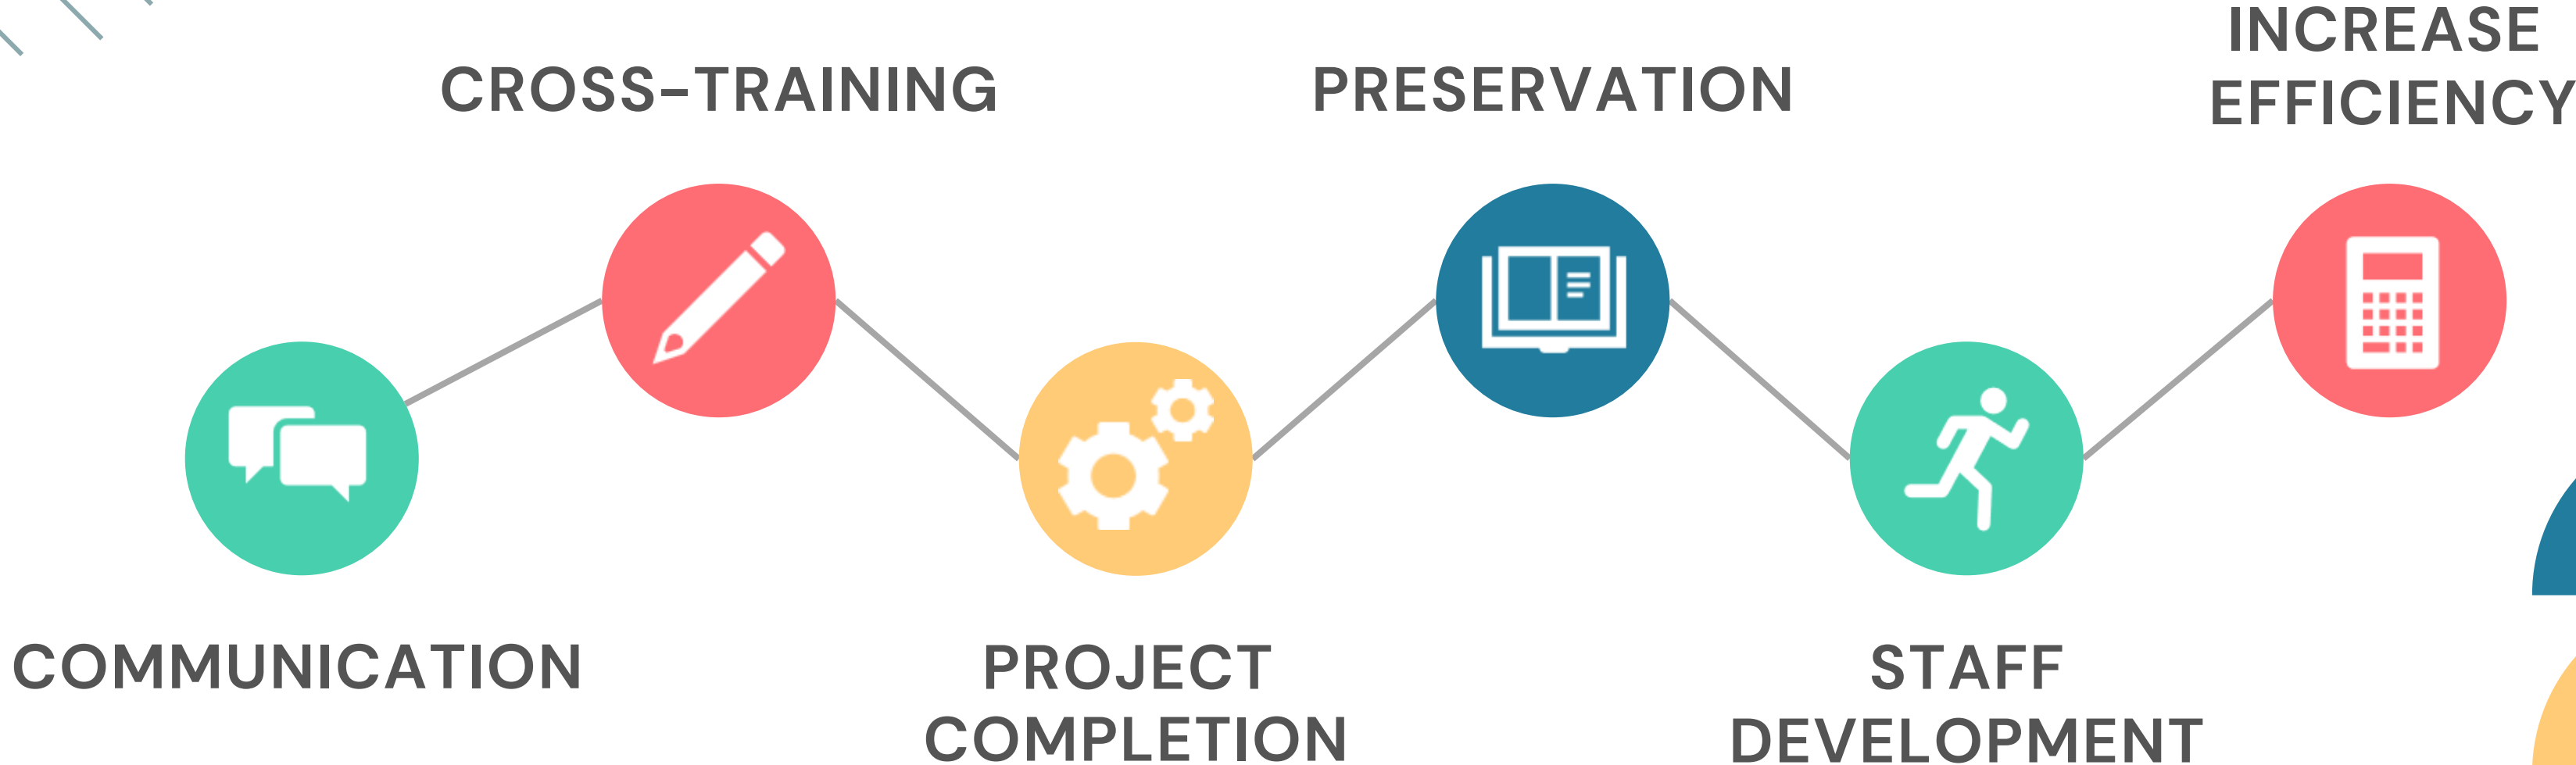 INCREASE
EFFICIENCY
CROSS-TRAINING
PRESERVATION
COMMUNICATION
PROJECT
COMPLETION
STAFF
DEVELOPMENT